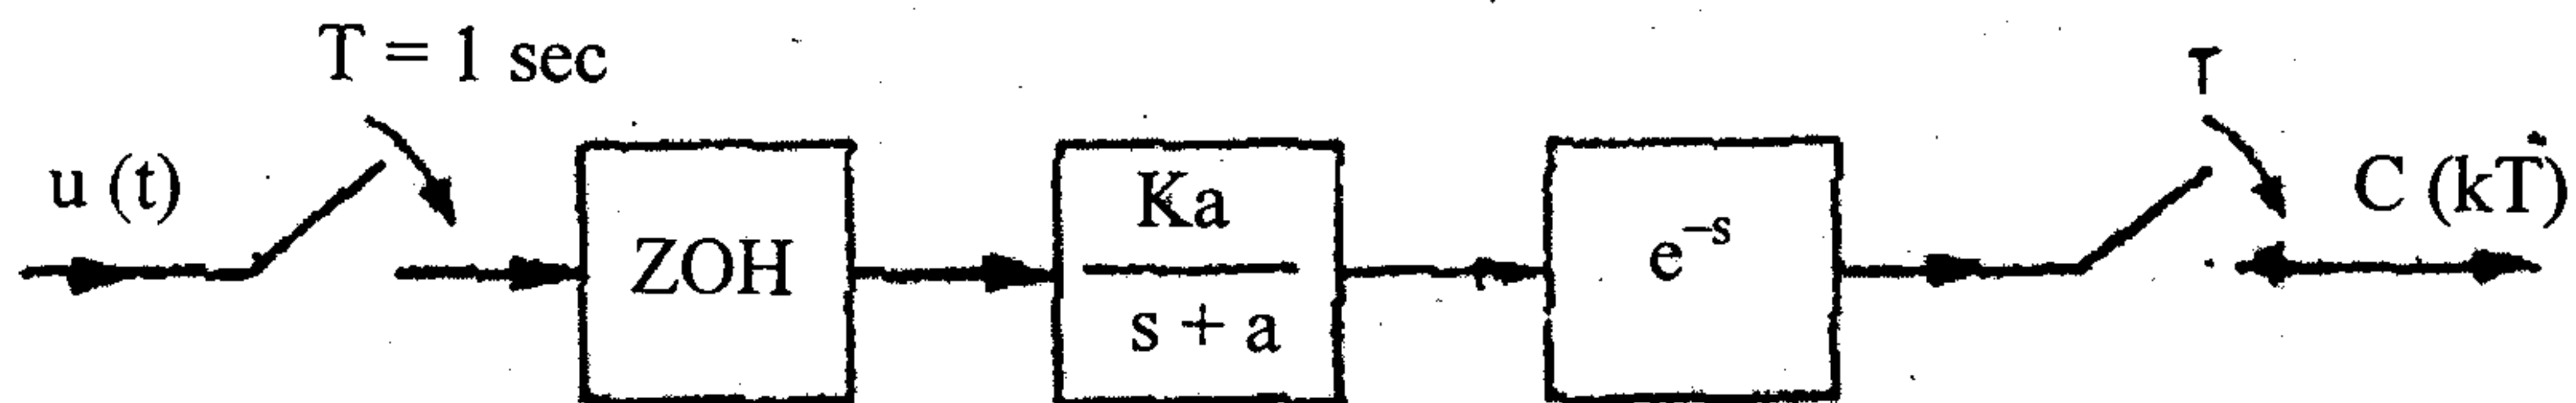 T = 1 sec
T
u (t)
ZOH
Ka
s + a
e^{-s}
C (kT)